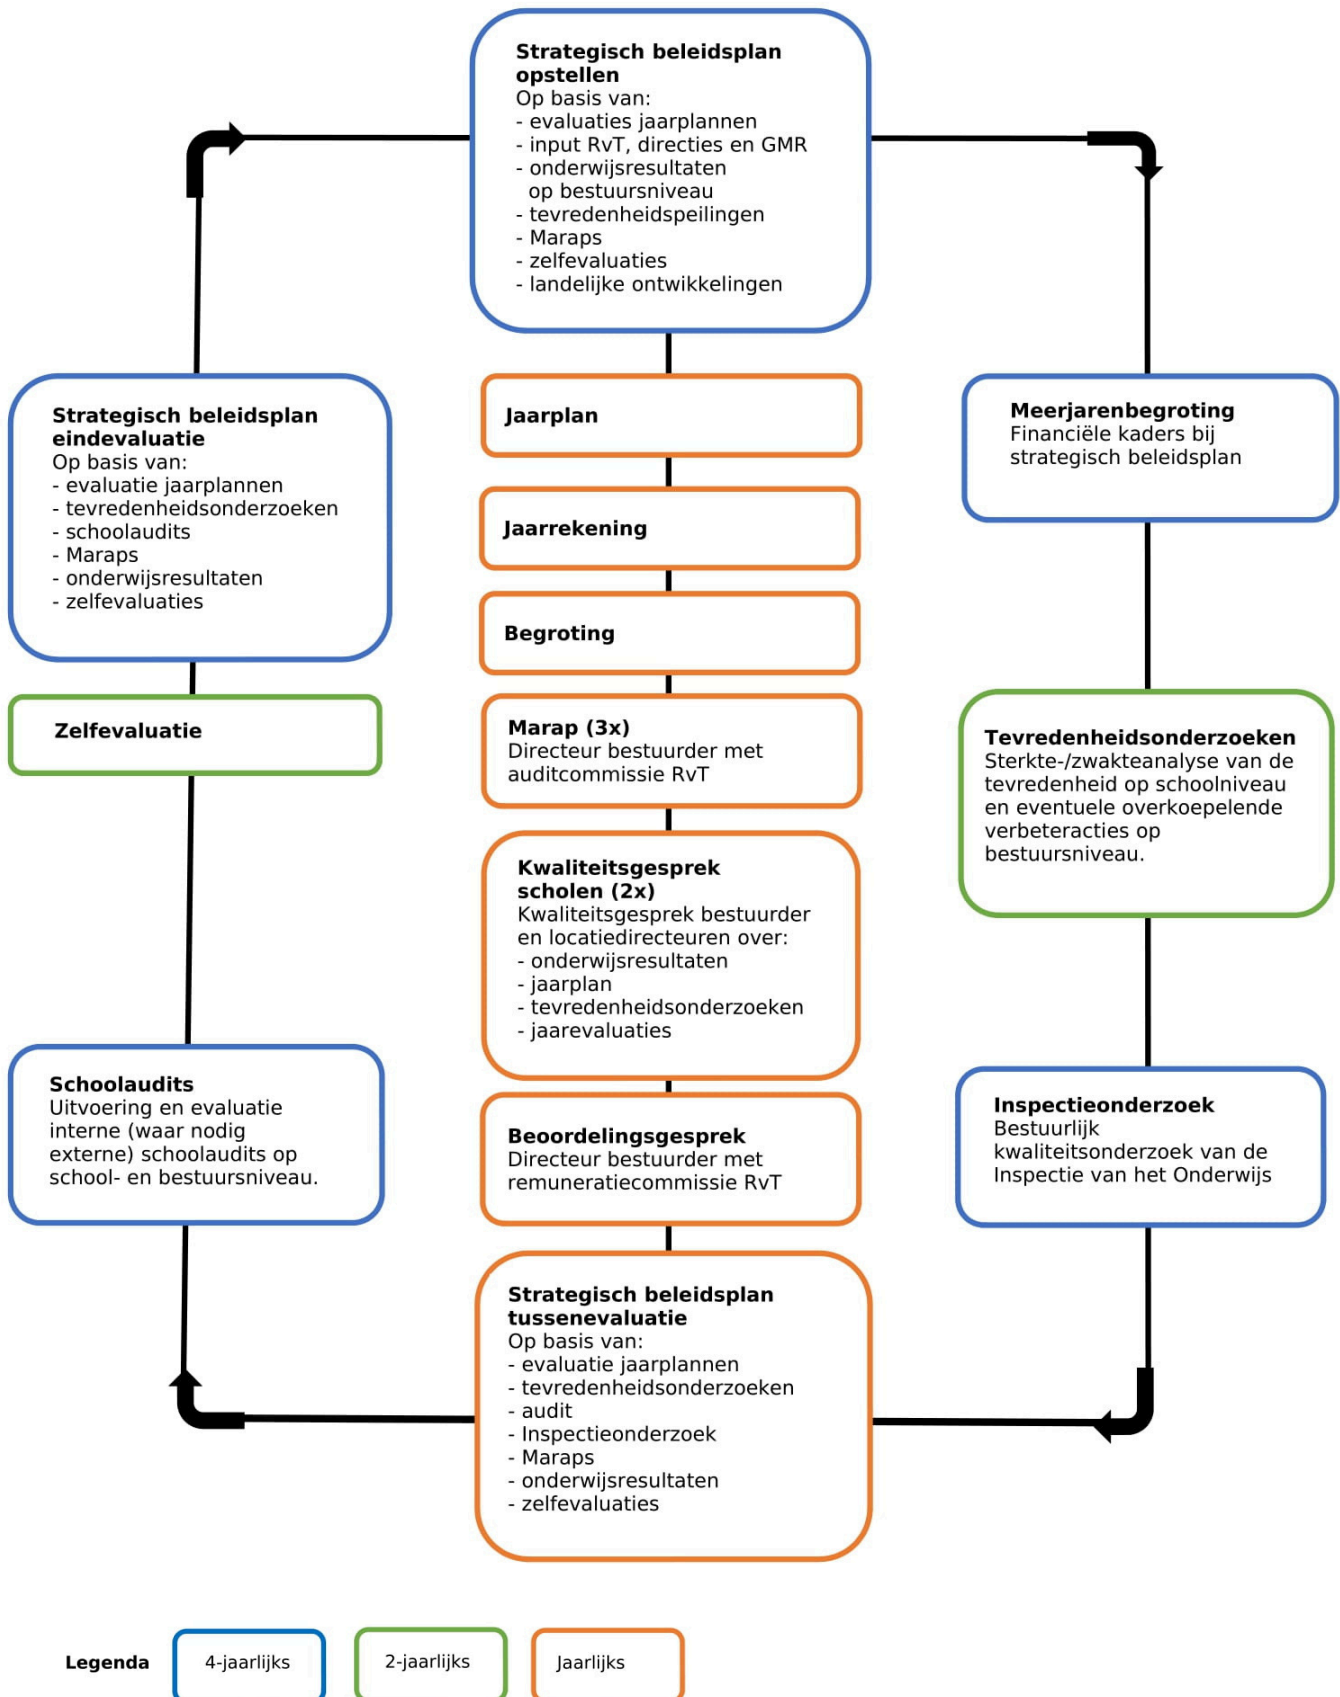 Strategisch beleidsplan
opstellen
Op basis van:
- evaluaties jaarplannen
- input RvT, directies en GMR
- onderwijsresultaten
op bestuursniveau
- tevredenheidspeilingen
- Maraps
- zelfevaluaties
- landelijke ontwikkelingen
Strategisch beleidsplan
eindevaluatie
Op basis van:
- evaluatie jaarplannen
- tevredenheidsonderzoeken
- schoolaudits
- Maraps
- onderwijsresultaten
- zelfevaluaties
Zelfevaluatie
Schoolaudits
Uitvoering en evaluatie
interne (waar nodig
externe) schoolaudits op
school- en bestuursniveau.
Jaarplan
Jaarrekening
Begroting
Marap (3x)
Directeur bestuurder met
auditcommissie RvT
Kwaliteitsgesprek
scholen (2x)
Kwaliteitsgesprek bestuurder
en locatiedirecteuren over:
- onderwijsresultaten
- jaarplan
- tevredenheidsonderzoeken
- jaarevaluaties
Beoordelingsgesprek
Directeur bestuurder met
remuneratiecommissie RvT
Strategisch beleidsplan
tussenevaluatie
Op basis van:
- evaluatie jaarplannen
- tevredenheidsonderzoeken
- audit
- Inspectieonderzoek
- Maraps
- onderwijsresultaten
- zelfevaluaties
Meerjarenbegroting
Financiële kaders bij
strategisch beleidsplan
Tevredenheidsonderzoeken
Sterkte-/zwakteanalyse van de
tevredenheid op schoolniveau
en eventuele overkoepelende
verbeteracties op
bestuursniveau.
Inspectieonderzoek
Bestuurlijk
kwaliteitsonderzoek van de
Inspectie van het Onderwijs
Legenda
4-jaarlijks
2-jaarlijks
Jaarlijks